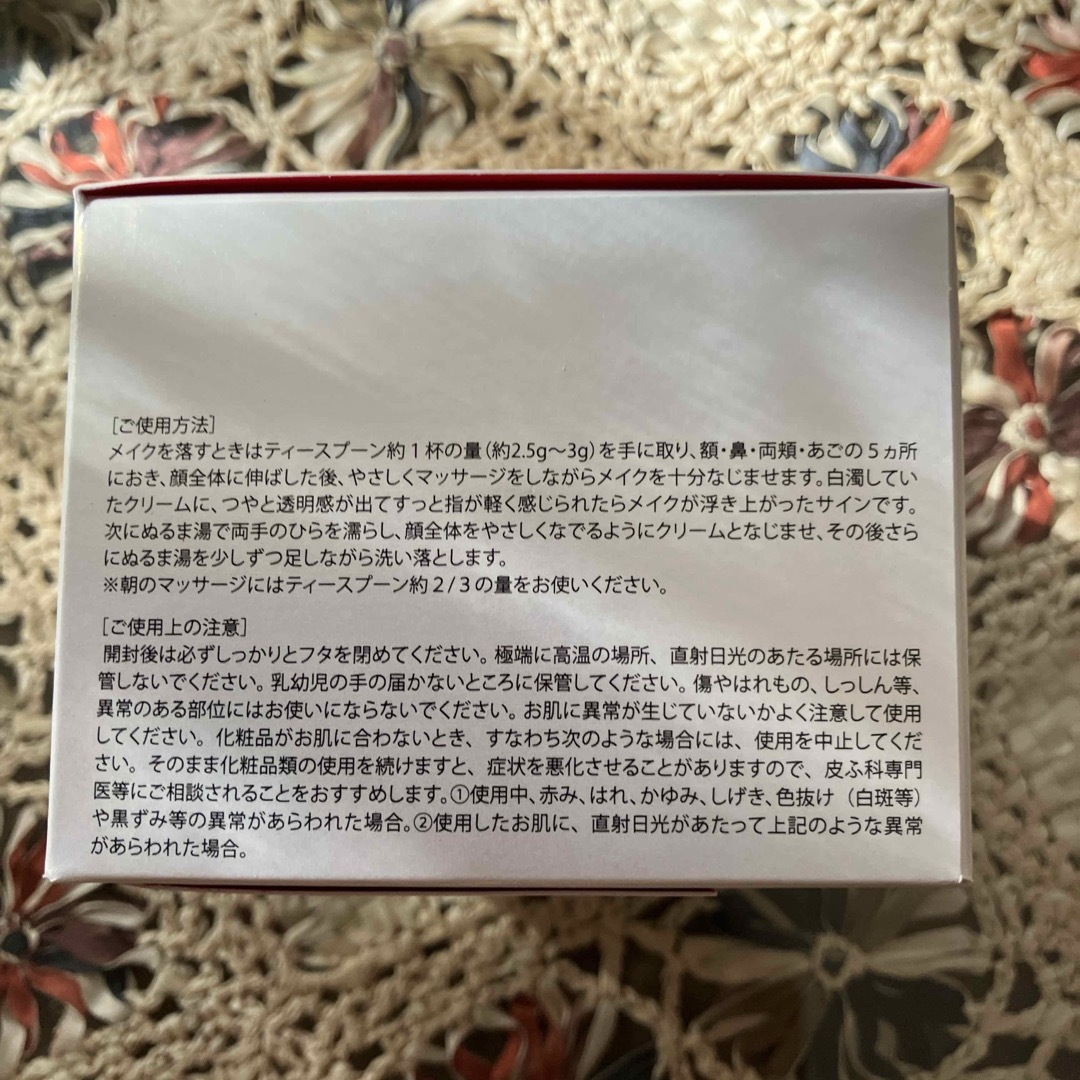 ［ご使用方法］
メイクを落すときはティースプーン約１杯の量（約2.5g〜3g）を手に取り、額・鼻・両頬・あごの５ヵ所
におき、顔全体に伸ばした後、やさしくマッサージをしながらメイクを十分なじませます。白濁してい
たクリームに、つやと透明感が出てすっと指が軽く感じられたらメイクが浮き上がったサインです。
次にぬるま湯で両手のひらを濡らし、顔全体をやさしくなでるようにクリームとなじませ、その後さら
にぬるま湯を少しずつ足しながら洗い落とします。
※朝のマッサージにはティースプーン約２/３の量をお使いください。
［ご使用上の注意］
開封後は必ずしっかりとフタを閉めてください。極端に高温の場所、直射日光のあたる場所には保
管しないでください。乳幼児の手の届かないところに保管してください。傷やはれもの、しっしん等、
異常のある部位にはお使いにならないでください。お肌に異常が生じていないかよく注意して使用
してください。化粧品がお肌に合わないとき、すなわち次のような場合には、使用を中止してくだ
さい。そのまま化粧品類の使用を続けますと、症状を悪化させることがありますので、皮ふ科専門
医等にご相談されることをおすすめします。①使用中、赤み、はれ、かゆみ、しげき、色抜け（白斑等）
や黒ずみ等の異常があらわれた場合。②使用したお肌に、直射日光があたって上記のような異常
があらわれた場合。